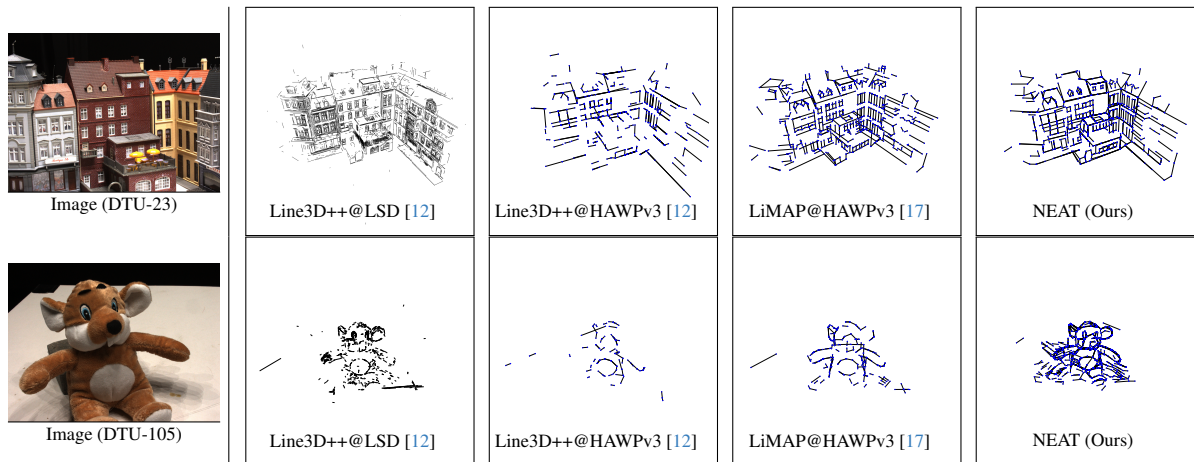 Image (DTU-23)
Line3D++@LSD [12]
Line3D++@HAWPv3 [12]
LiMAP@HAWPv3 [17]
NEAT (Ours)
Image (DTU-105)
Line3D++@LSD [12]
Line3D++@HAWPv3 [12]
LiMAP@HAWPv3 [17]
NEAT (Ours)